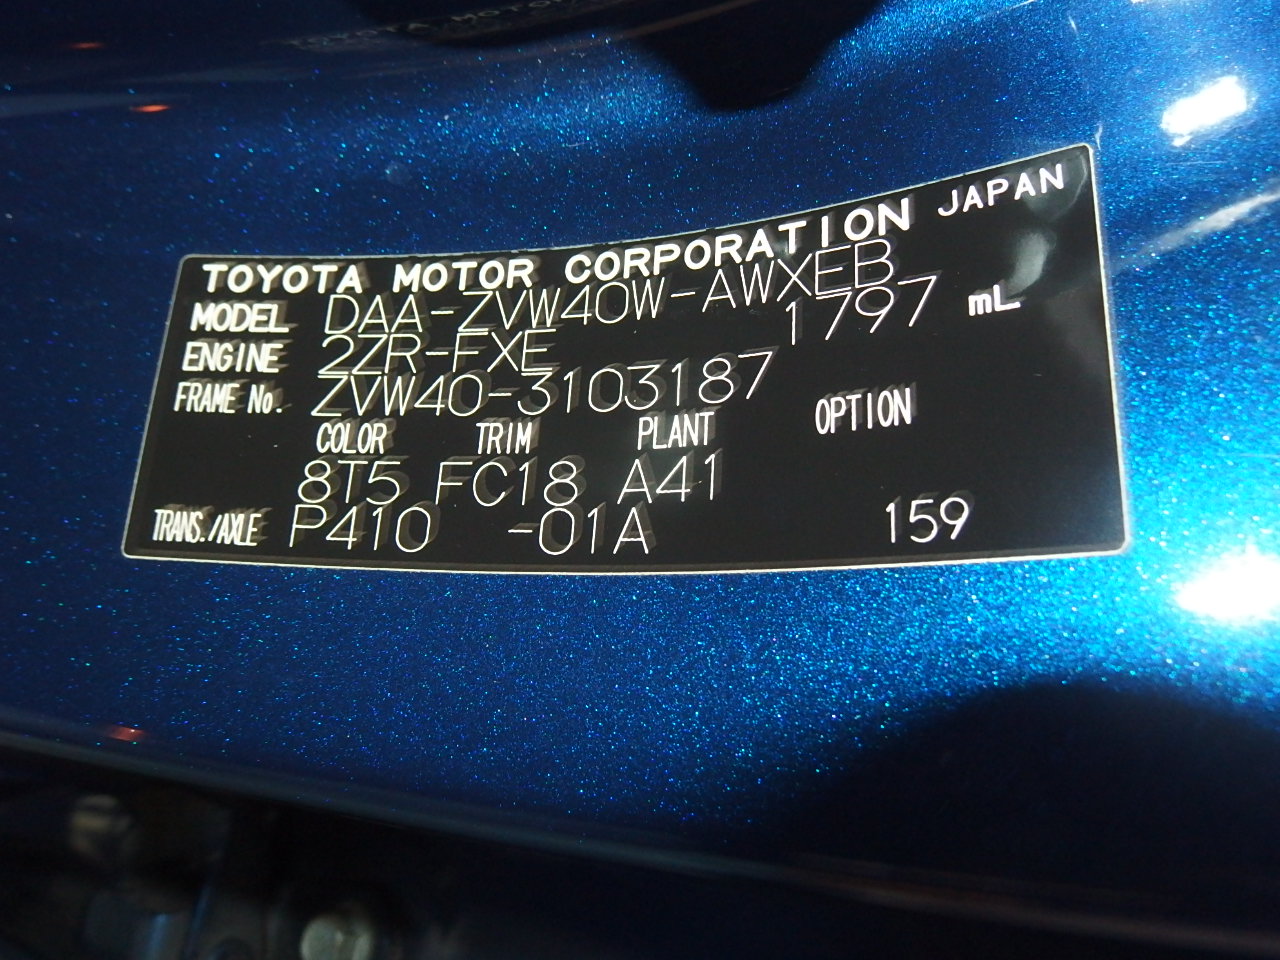 TOYOTA MOTOR CORPORATION JAPAN
MODEL DAA-ZVW40W-AWXEB
ENGINE 2ZR-FXE 1797 mL
FRAME No. ZVW40-3103187
COLOR TRIM PLANT OPTION
8T5 FC18 A41
TRANS./AXLE P410 -01A 159